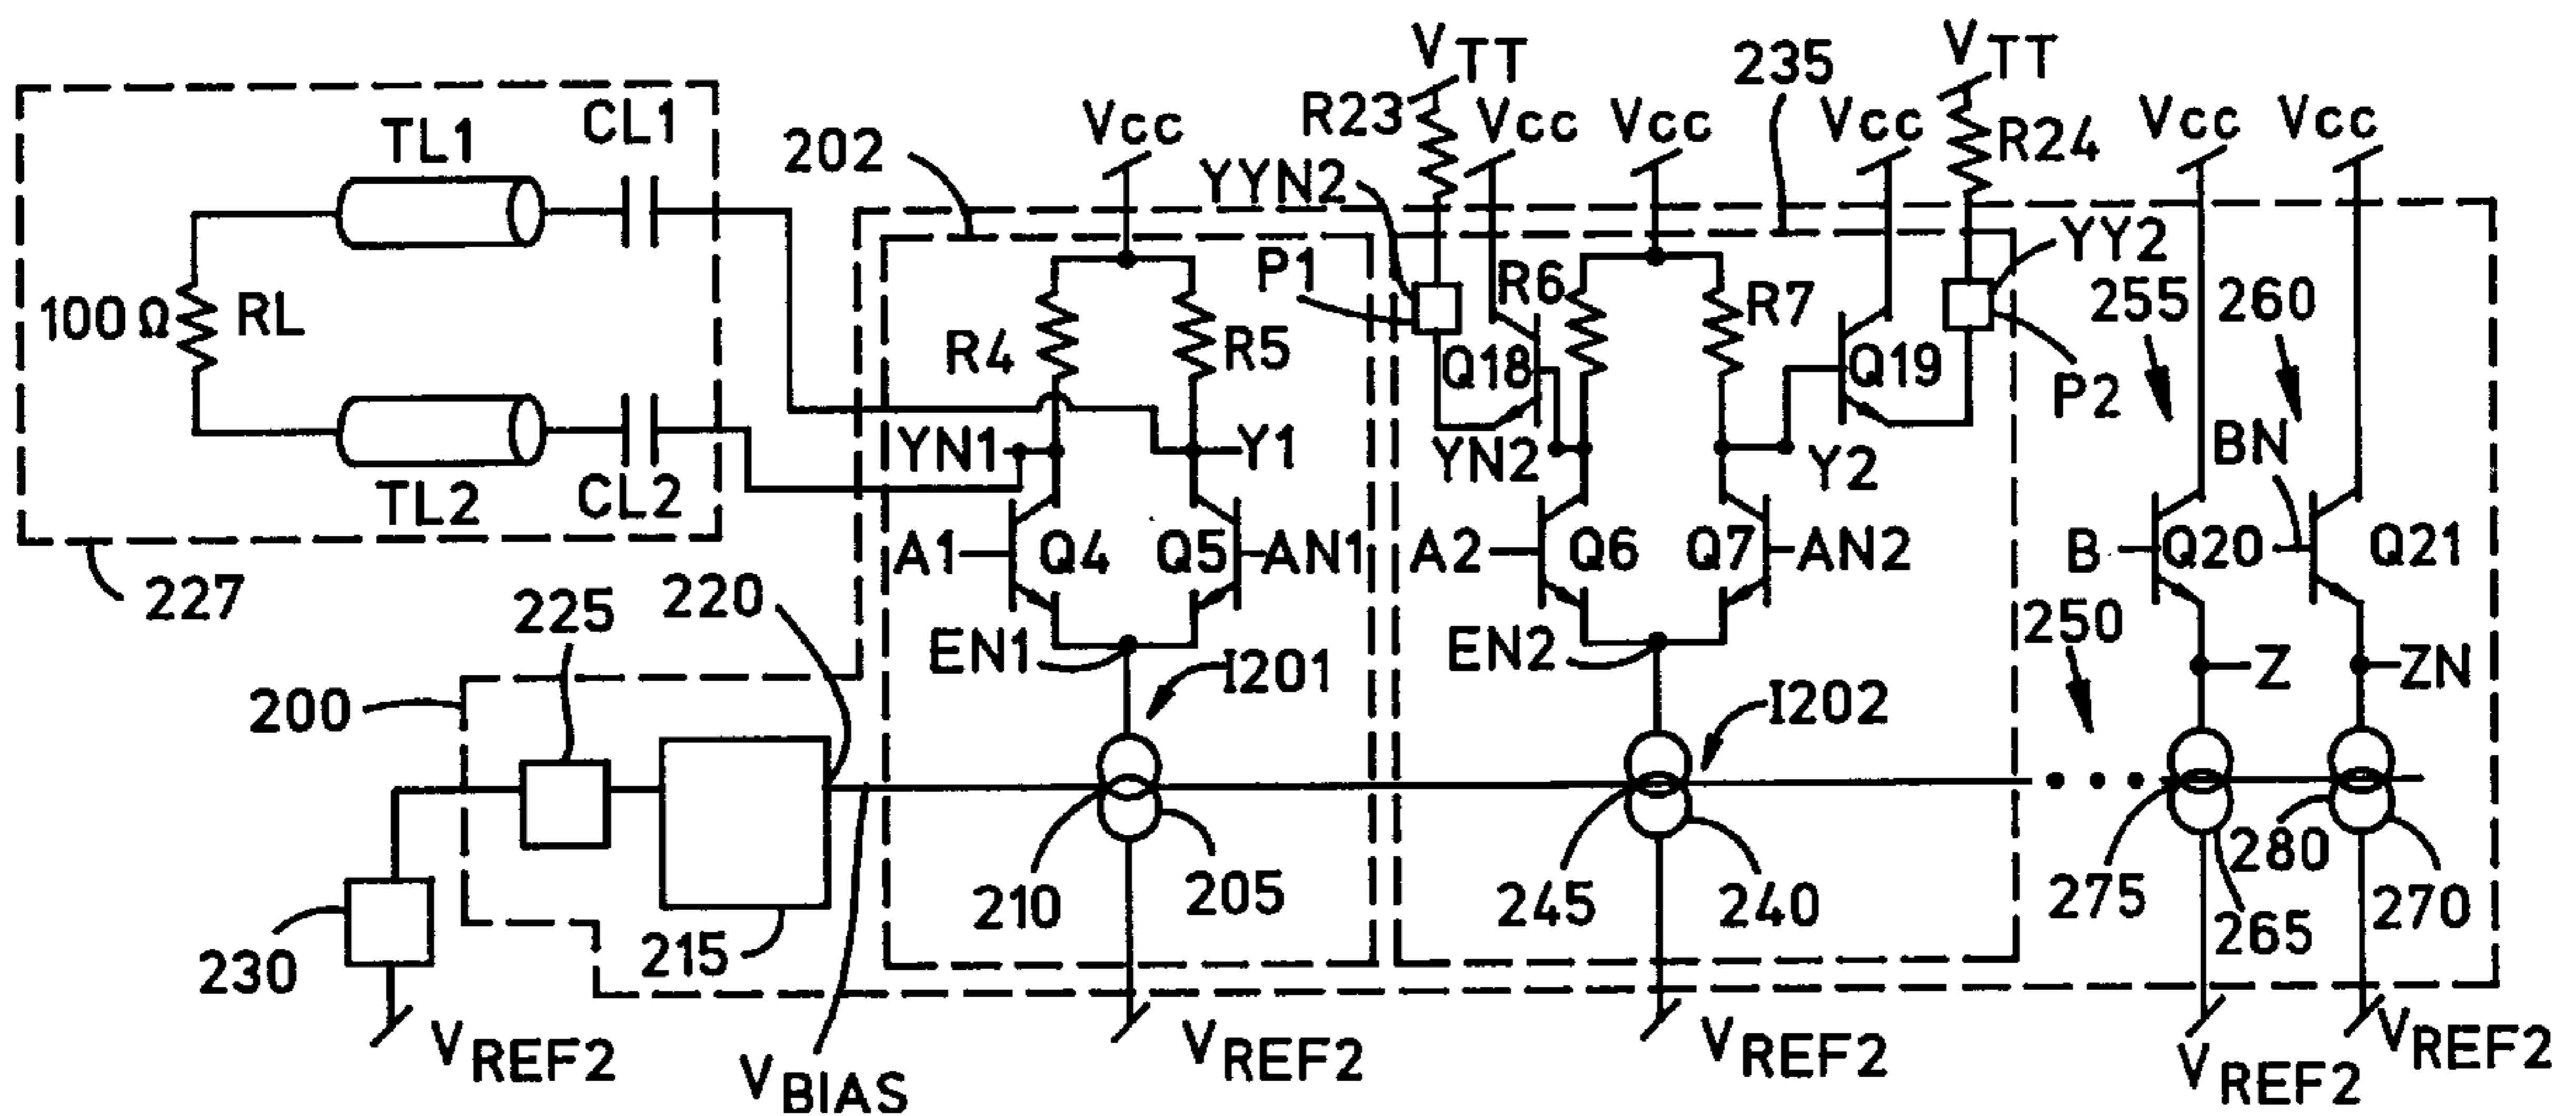 V TT
235
V TT
R23
Vcc
Vcc
Vcc
Vcc
R24
Vcc
Vcc
TL1
CL1
202
YYN2
YY2
P1
R6
R7
255
260
100Ω
RL
R4
R5
Q18
Q19
P2
YN1
Y1
YN2
Y2
BN
TL2
CL2
A1
Q4
Q5
AN1
A2
Q6
Q7
AN2
B
Q20
Q21
227
225
220
EN1
I201
EN2
I202
250
Z
ZN
200
230
215
210
205
245
240
275
280
265
270
VREF2
VBIAS
VREF2
VREF2
VREF2
VREF2